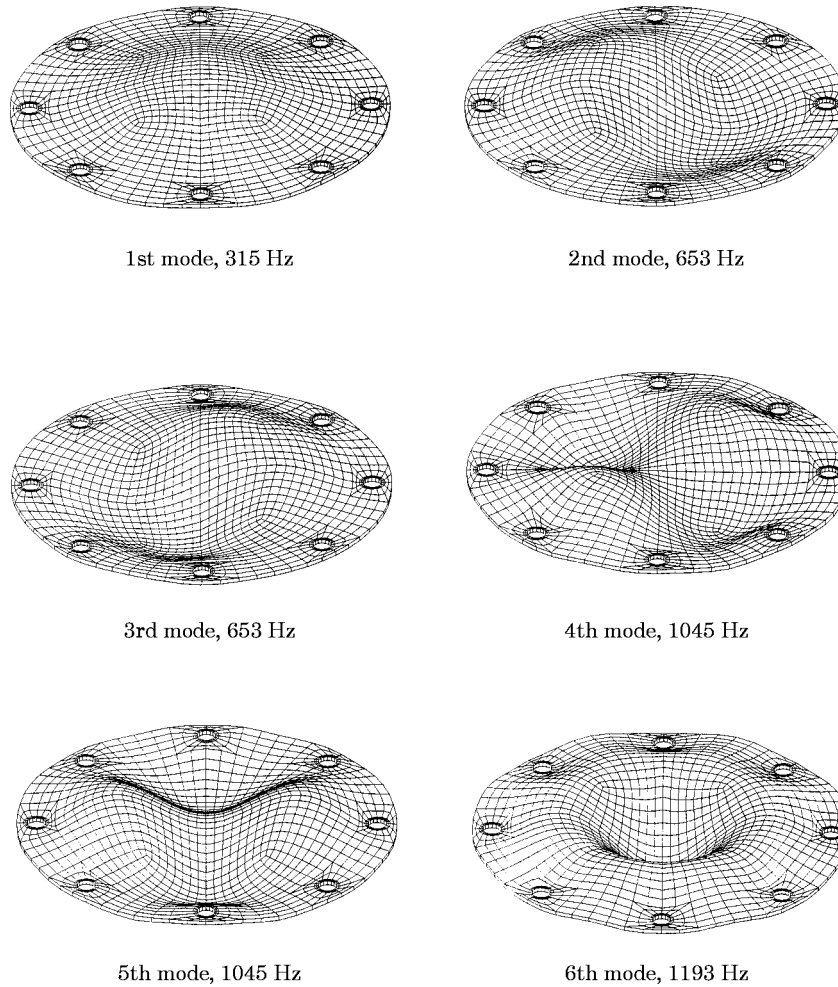 1st mode, 315 Hz
2nd mode, 653 Hz
3rd mode, 653 Hz
4th mode, 1045 Hz
5th mode, 1045 Hz
6th mode, 1193 Hz